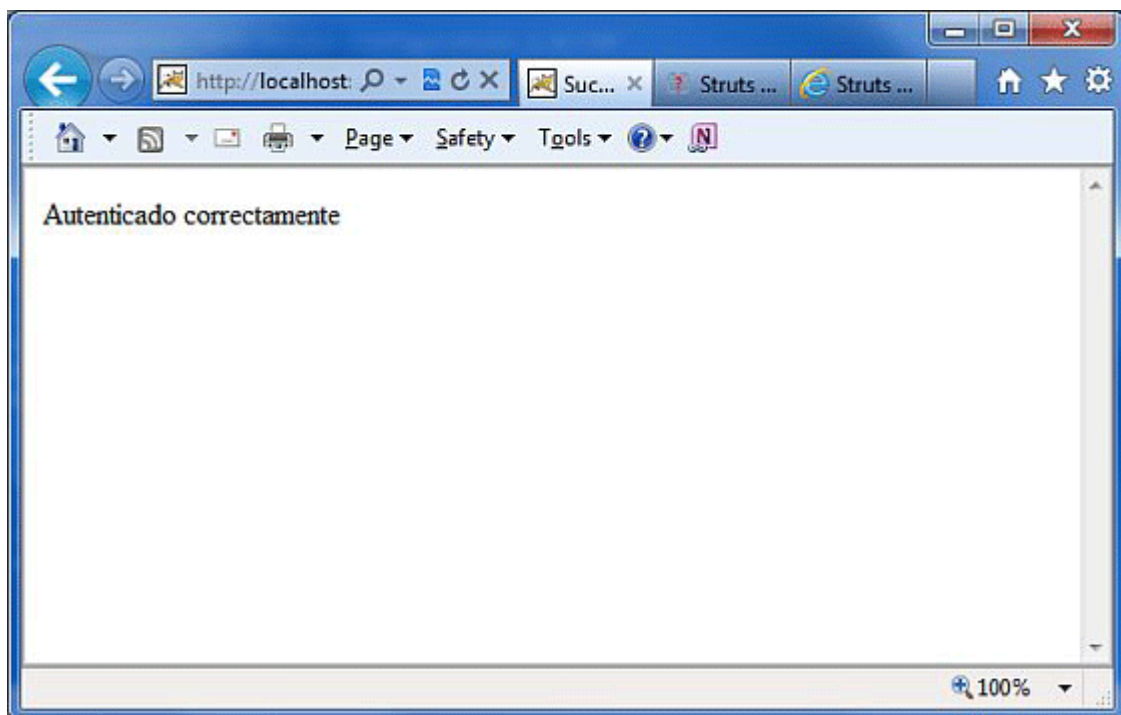 http://localhost: Suc... Struts ... Struts ...
Page Safety Tools
Autenticado correctamente
100%